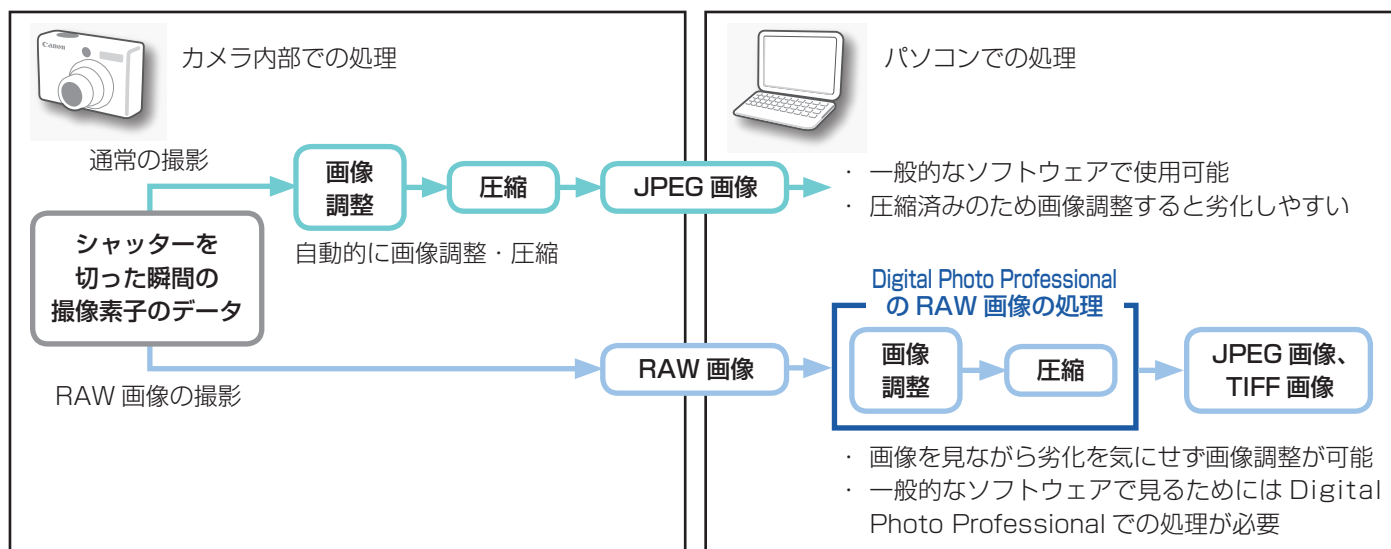 Canon
カメラ内部での処理
通常の撮影
画像
調整
圧縮
JPEG 画像
自動的に画像調整・圧縮
シャッターを
切った瞬間の
撮像素子のデータ
RAW 画像の撮影
RAW 画像
パソコンでの処理
· 一般的なソフトウェアで使用可能
· 圧縮済みのため画像調整すると劣化しやすい
Digital Photo Professional
の RAW 画像の処理
画像
調整
圧縮
JPEG 画像、
TIFF 画像
· 画像を見ながら劣化を気にせず画像調整が可能
· 一般的なソフトウェアで見るためには Digital
Photo Professional での処理が必要